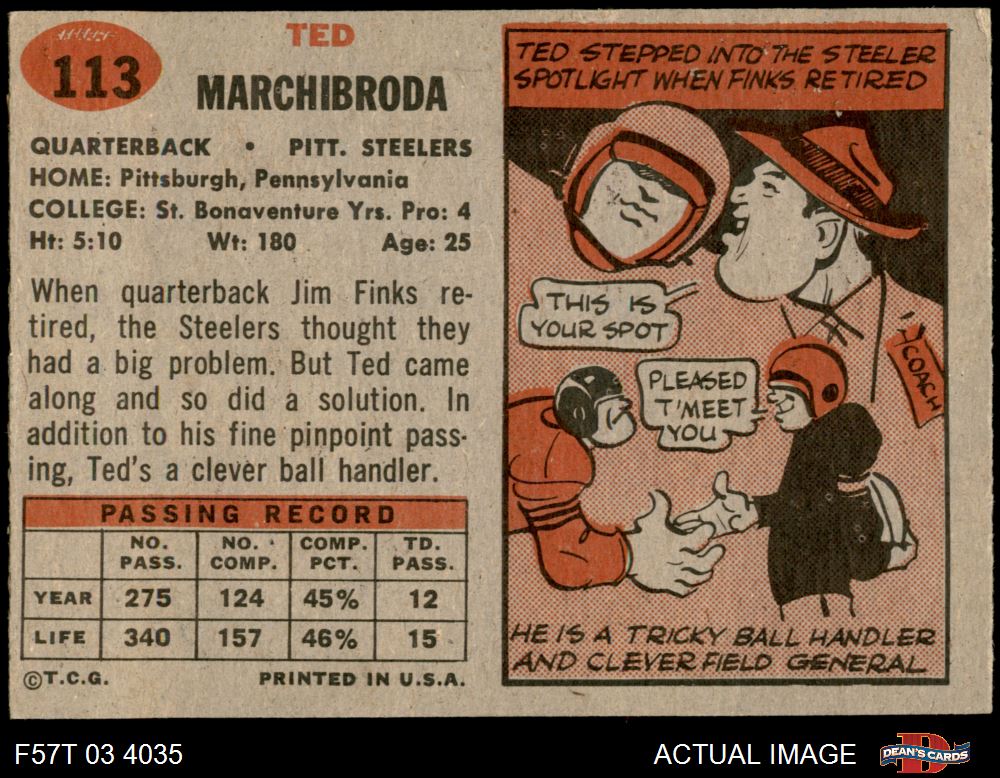 113
TED
MARCHIBRODA
QUARTERBACK • PITT. STEELERS
HOME: Pittsburgh, Pennsylvania
COLLEGE: St. Bonaventure Yrs. Pro: 4
Ht: 5:10 Wt: 180 Age: 25
When quarterback Jim Finks re-
tired, the Steelers thought they
had a big problem. But Ted came
along and so did a solution. In
addition to his fine pinpoint pass-
ing, Ted's a clever ball handler.
PASSING RECORD
NO. PASS. NO. COMP. COMP. PCT. TD. PASS.
YEAR 275 124 45% 12
LIFE 340 157 46% 15
©T.C.G. PRINTED IN U.S.A.
TED STEPPED INTO THE STEELER
SPOTLIGHT WHEN FINKS RETIRED
THIS IS
YOUR SPOT
COACH
PLEASED
T'MEET
YOU
HE IS A TRICKY BALL HANDLER
AND CLEVER FIELD GENERAL
F57T 03 4035
ACTUAL IMAGE
DEAN'S CARDS